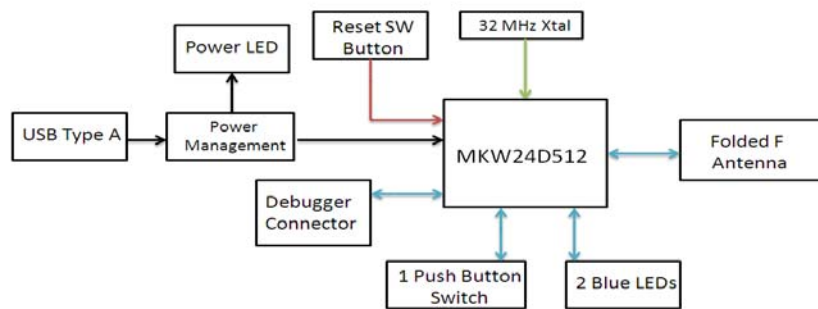 Reset SW
Button
32 MHz Xtal
Power LED
USB Type A
Power
Management
MKW24D512
Folded F
Antenna
Debugger
Connector
1 Push Button
Switch
2 Blue LEDs